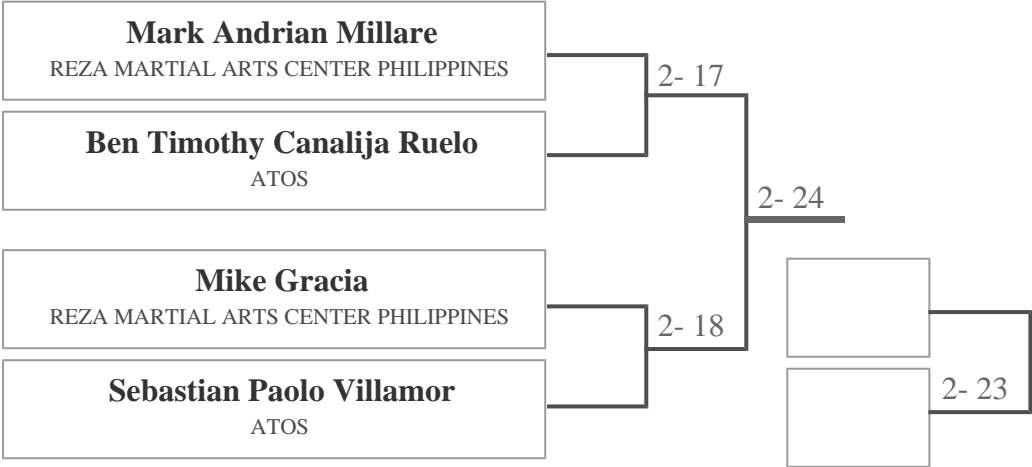 Mark Andrian Millare
REZA MARTIAL ARTS CENTER PHILIPPINES
2- 17
Ben Timothy Canalija Ruelo
ATOS
2- 24
Mike Gracia
REZA MARTIAL ARTS CENTER PHILIPPINES
2- 18
Sebastian Paolo Villamor
ATOS
2- 23